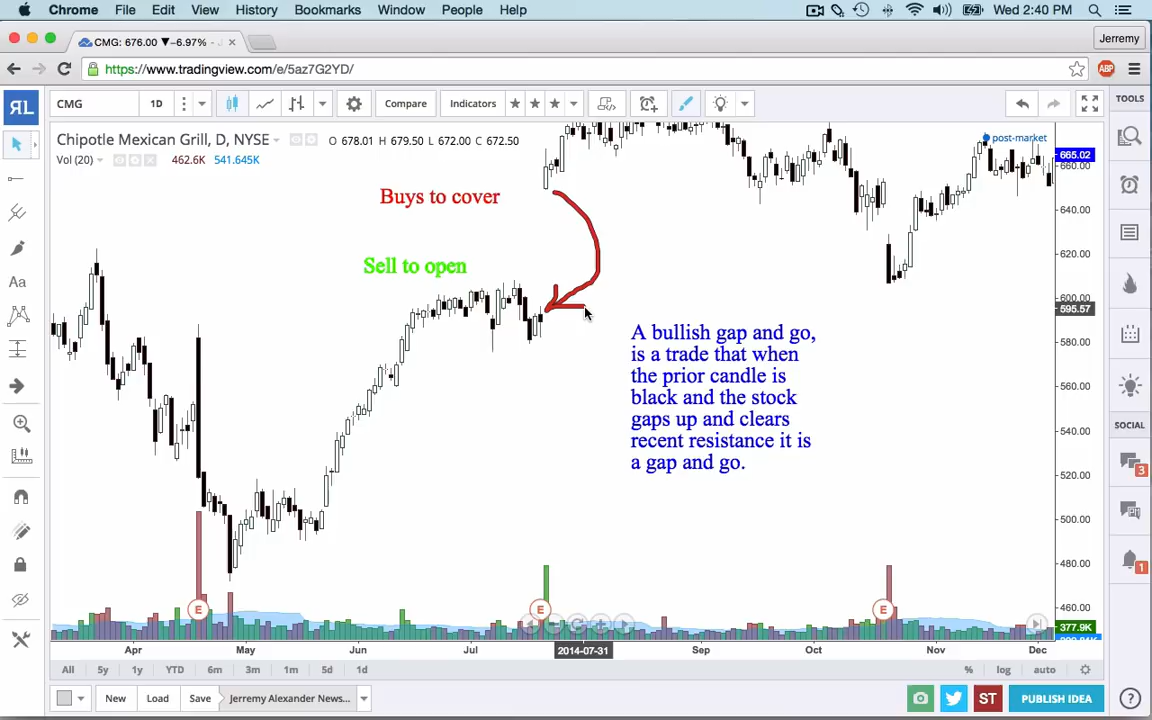 Chrome File Edit View History Bookmarks Window People Help Wed 2:40 PM
CMG: 676.00 ▼-6.97% - Jerremy
https://www.tradingview.com/e/5az7G2YD/ ABP
CMG 1D Compare Indicators TOOLS
Chipotle Mexican Grill, D, NYSE O 678.01 H 679.50 L 672.00 C 672.50
Vol (20) 462.6K 541.645K
post-market
665.02
660.00
Buys to cover
640.00
620.00
Sell to open
600.00
595.57
A bullish gap and go,
is a trade that when
the prior candle is
black and the stock
gaps up and clears
recent resistance it is
a gap and go.
580.00
560.00
540.00
520.00
500.00
480.00
460.00
377.9K
Aa
SOCIAL
3
1
E E E
Apr May Jun Jul 2014-07-31 Sep Oct Nov Dec
All 5y 1y YTD 6m 3m 1m 5d 1d % log auto
New Load Save Jerremy Alexander News... ST PUBLISH IDEA